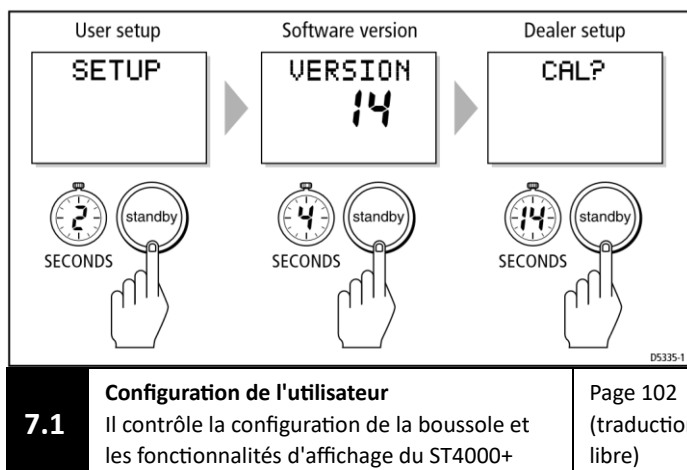 User setup Software version Dealer setup
SETUP VERSION CAL?
14
2 standby 4 standby 14 standby
SECONDS SECONDS SECONDS
D5335-1
7.1
Configuration de l'utilisateur
Il contrôle la configuration de la boussole et
les fonctionnalités d'affichage du ST4000+
Page 102
(traduction
libre)